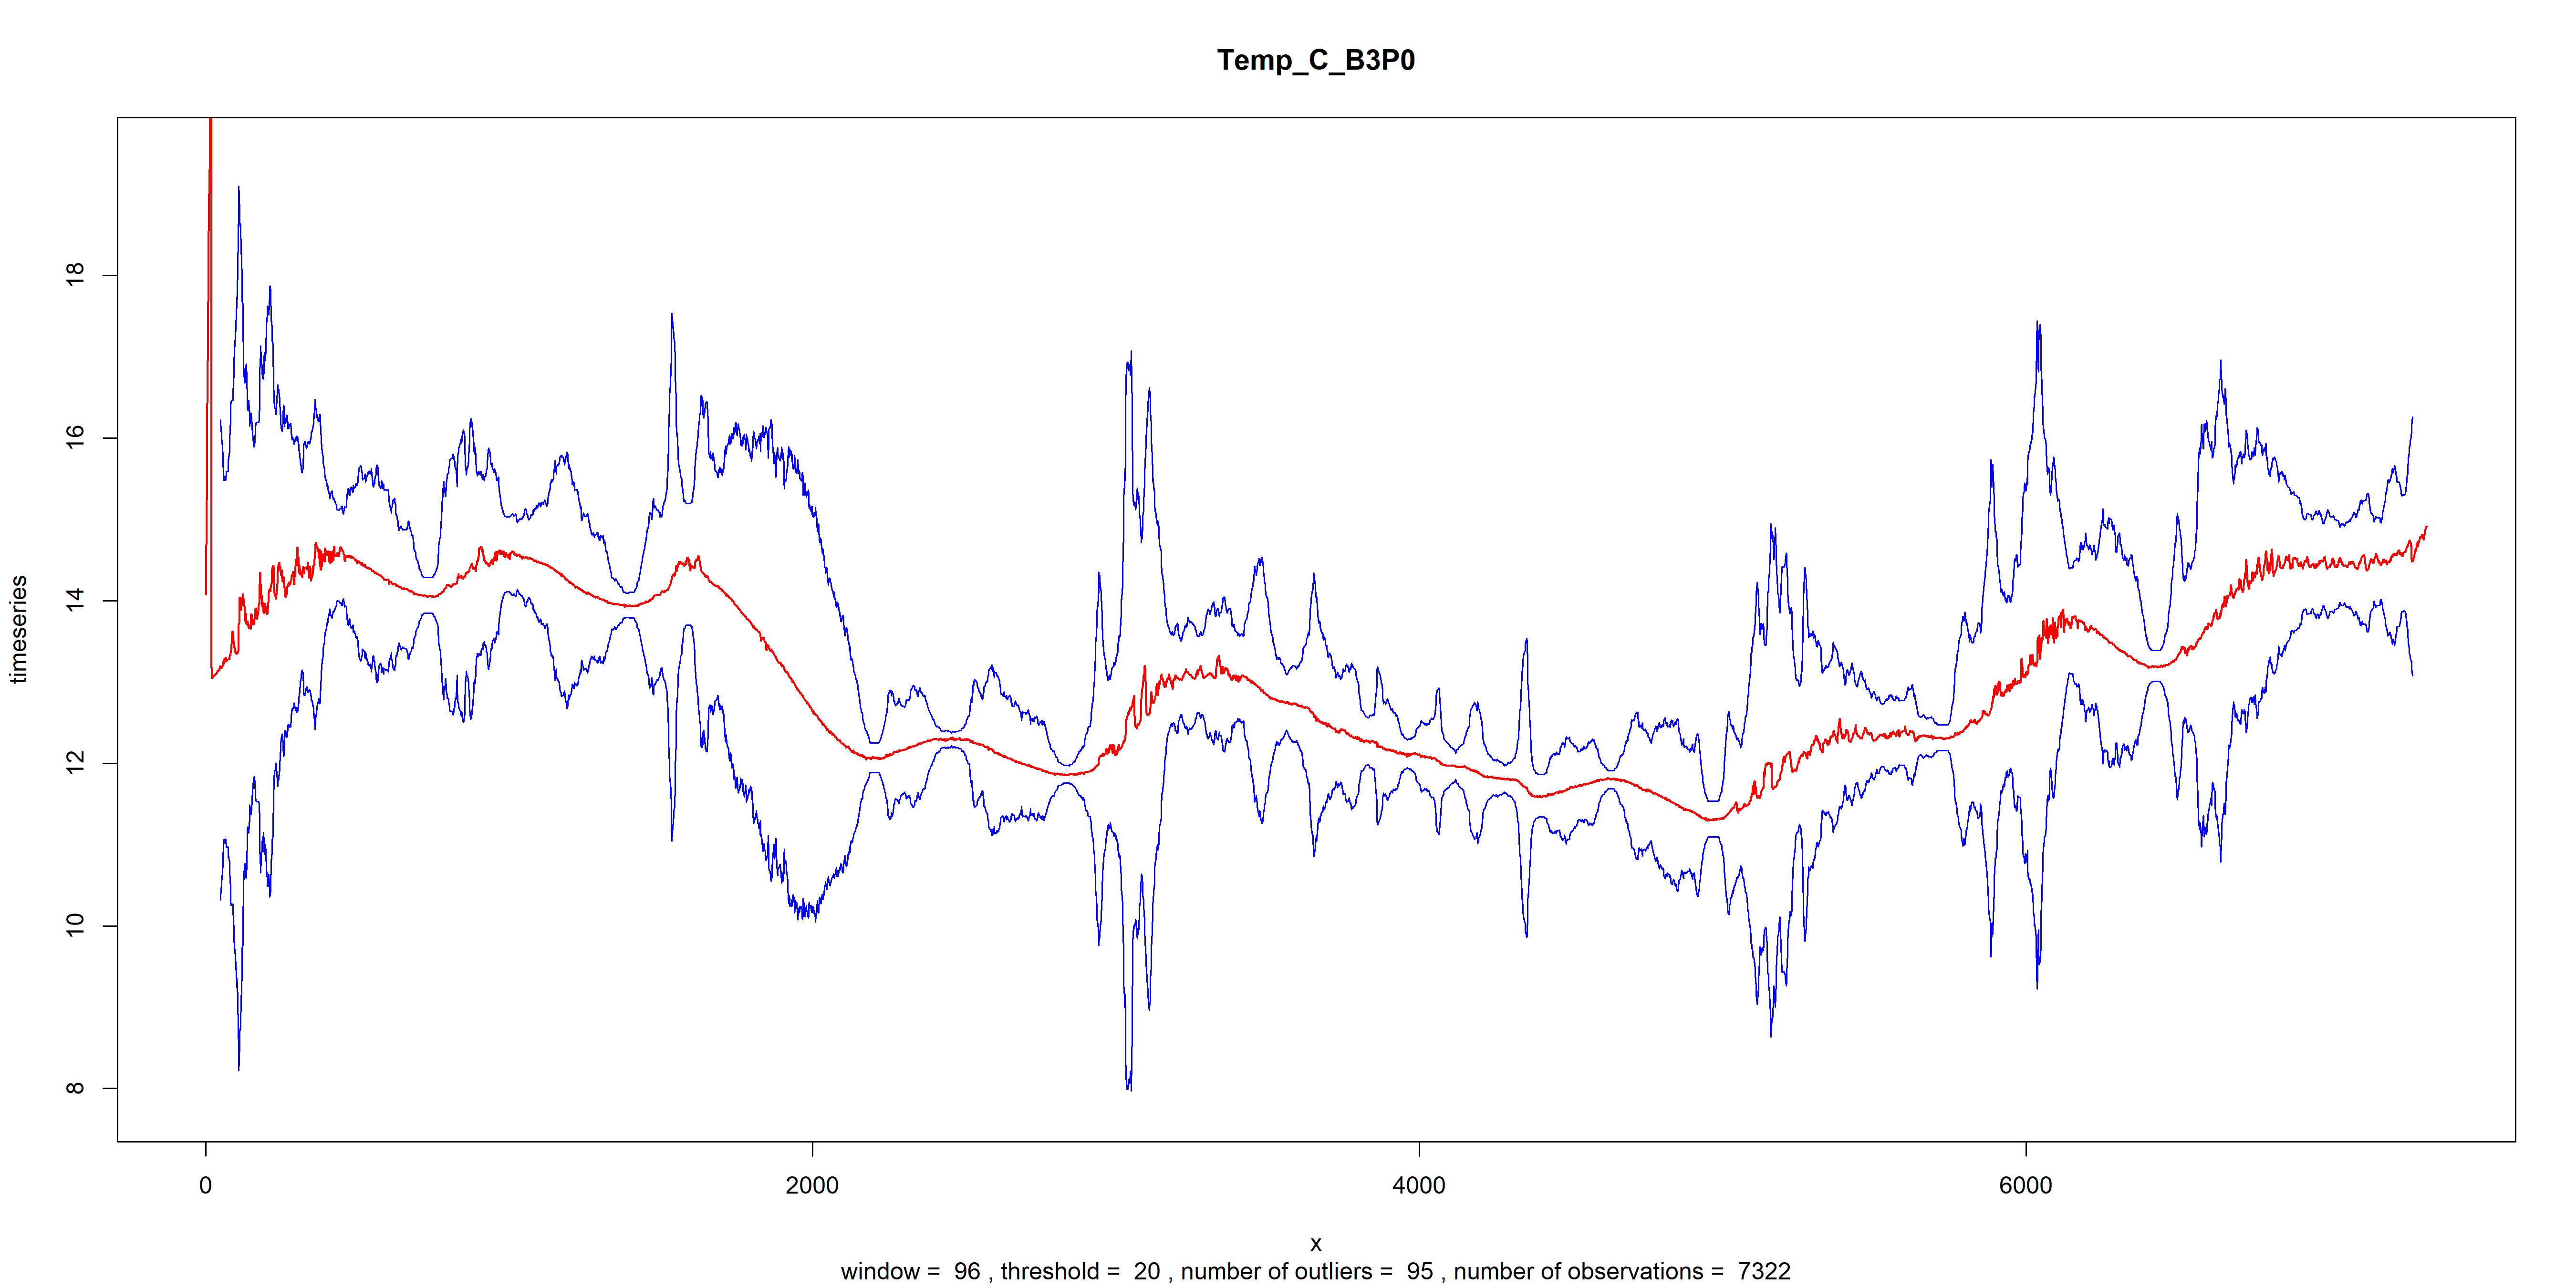 Temp_C_B3P0
timeseries
18
16
14
12
10
8
0 2000 4000 6000
x
window =  96 , threshold =  20 , number of outliers =  95 , number of observations =  7322